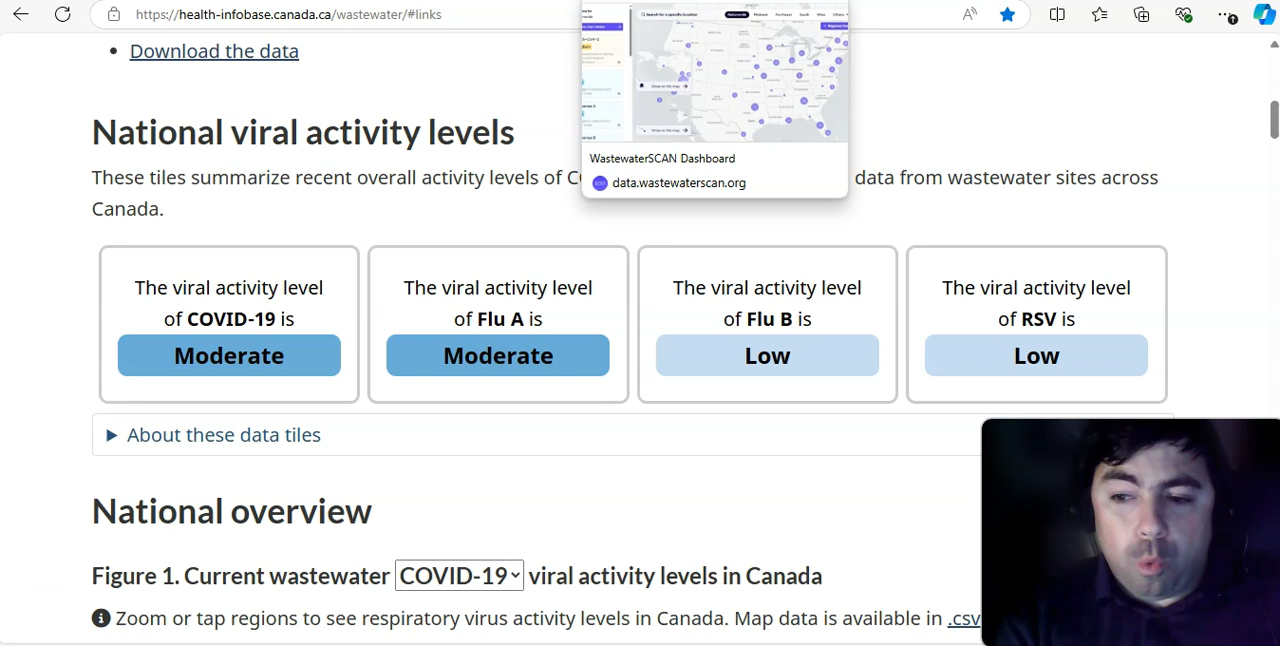 https://health-infobase.canada.ca/wastewater/#links
Search for a specific location
Nationwide
WastewaterSCAN Dashboard
data.wastewaterscan.org
• Download the data
National viral activity levels
These tiles summarize recent overall activity levels of data from wastewater sites across
Canada.
The viral activity level
of COVID-19 is
Moderate
The viral activity level
of Flu A is
Moderate
The viral activity level
of Flu B is
Low
The viral activity level
of RSV is
Low
About these data tiles
National overview
Figure 1. Current wastewater COVID-19 viral activity levels in Canada
Zoom or tap regions to see respiratory virus activity levels in Canada. Map data is available in .csv